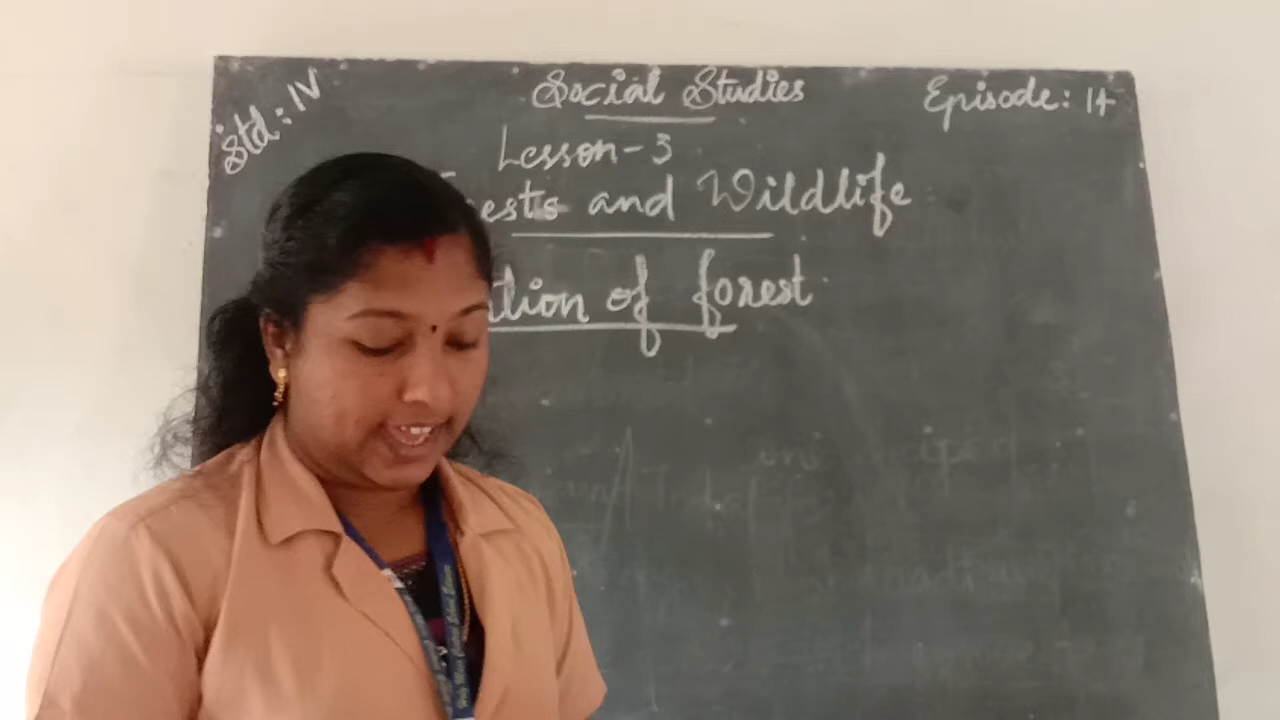 Std: IV
Social Studies
Episode: 14
Lesson-3
ests and Wildlife
tion of forest